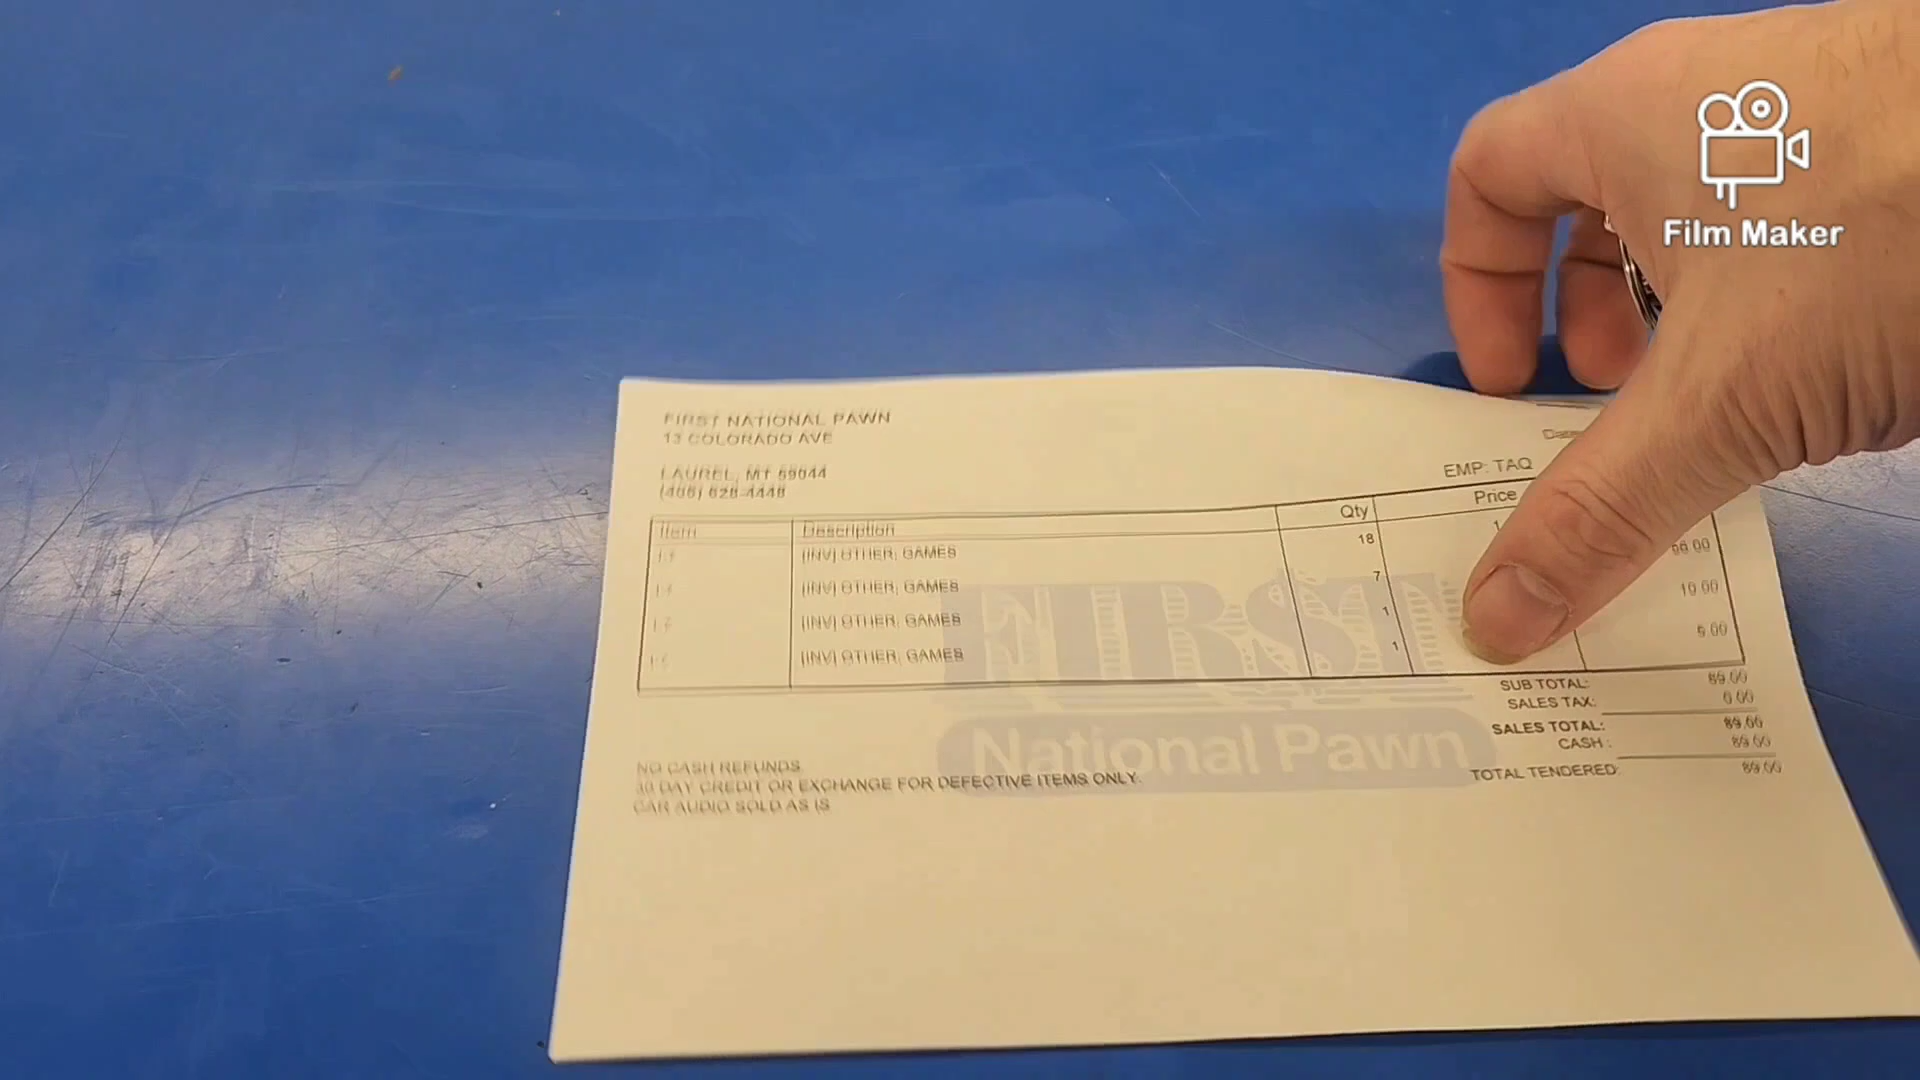 Film Maker
FIRST NATIONAL PAWN
13 COLORADO AVE
LAUREL, MT 59044
(406) 628-4448
EMP: TAQ
Item Description Qty Price
[INV] OTHER; GAMES 18
[INV] OTHER; GAMES 7
[INV] OTHER; GAMES 1 10.00
[INV] OTHER; GAMES 1 5.00
SUB TOTAL: 89.00
SALES TAX: 0.00
SALES TOTAL: 89.00
CASH : 89.00
TOTAL TENDERED: 89.00
NO CASH REFUNDS
30 DAY CREDIT OR EXCHANGE FOR DEFECTIVE ITEMS ONLY.
CAR AUDIO SOLD AS IS
FIRST
National Pawn